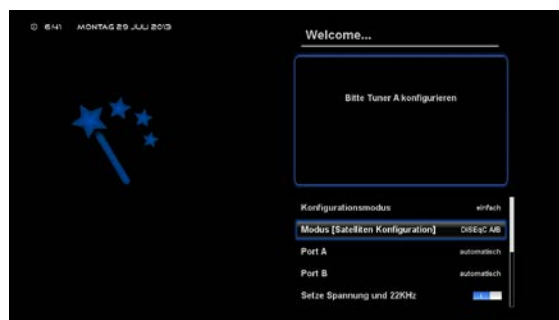 6:41 MONTAG 29 JULI 2013
Welcome...
Bitte Tuner A konfigurieren
Konfigurationsmodus einfach
Modus [Satelliten Konfiguration] DiSEqC A/B
Port A automatisch
Port B automatisch
Setze Spannung und 22KHz